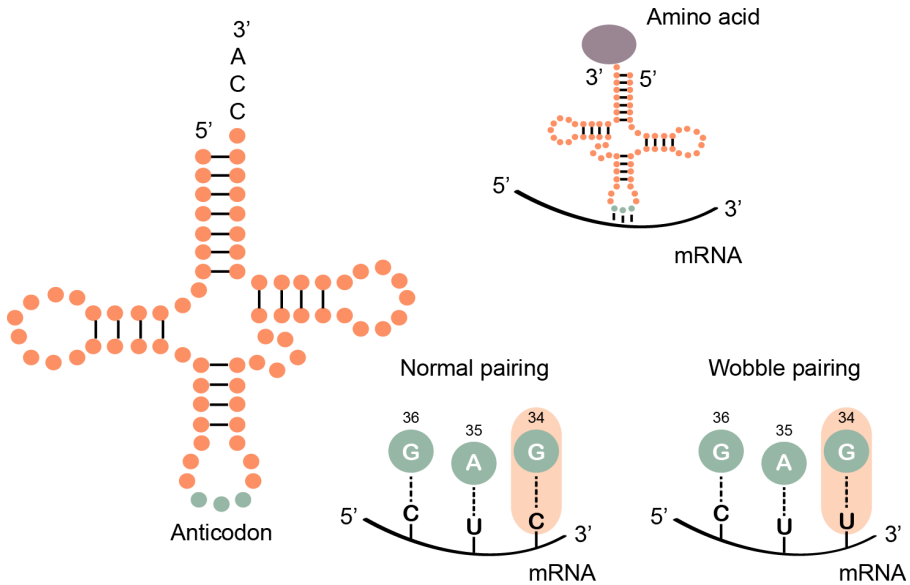 3’
A
C
C
5’
Anticodon
Amino acid
3’ 5’
5’
3’
mRNA
Normal pairing
36 35 34
G A G
C U C
5’ 3’
mRNA
Wobble pairing
36 35 34
G A G
C U U
5’ 3’
mRNA